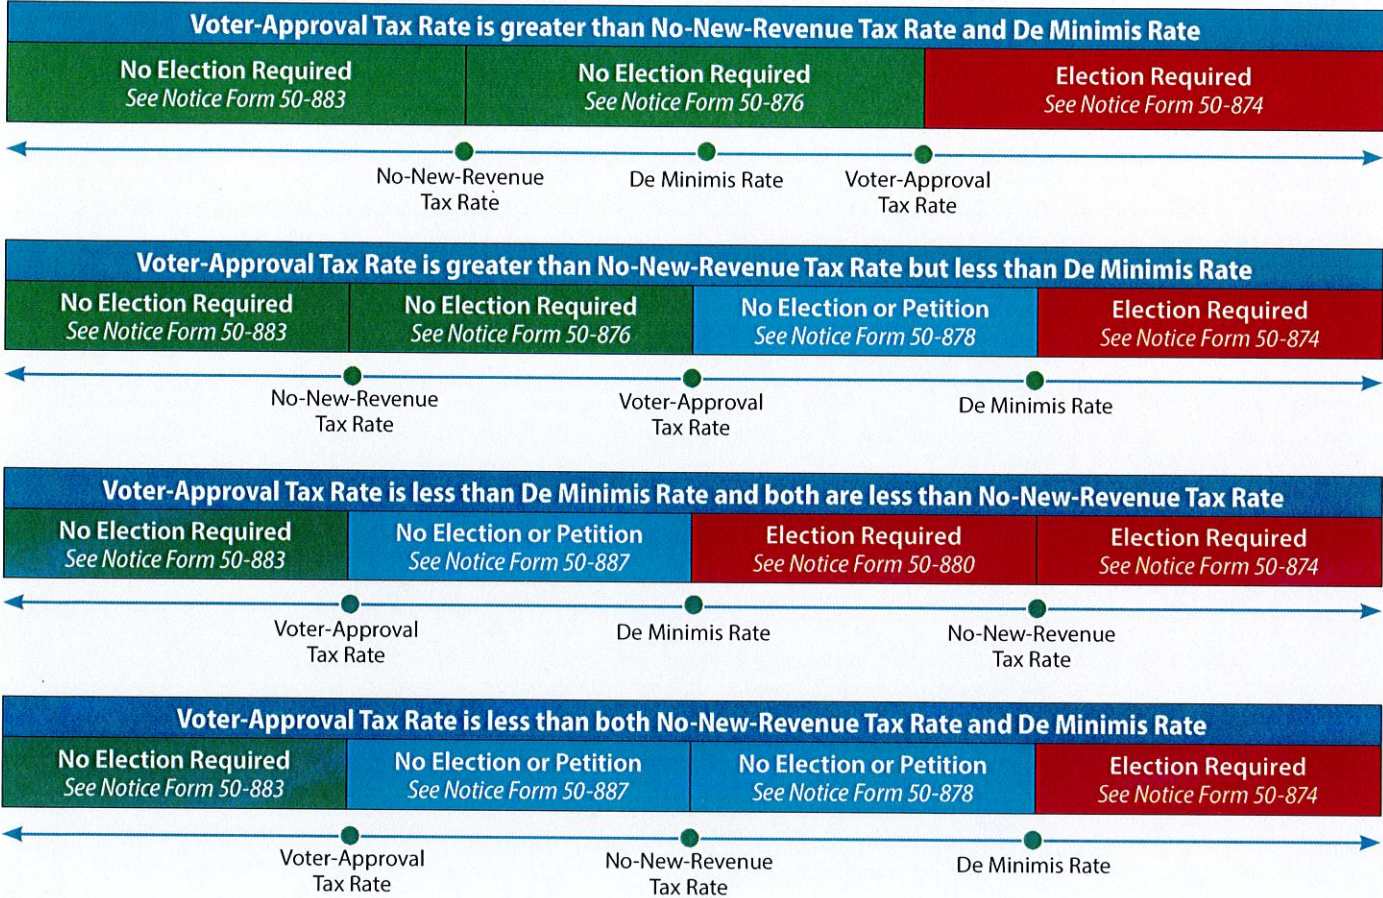 Voter-Approval Tax Rate is greater than No-New-Revenue Tax Rate and De Minimis Rate
No Election Required
See Notice Form 50-883
No Election Required
See Notice Form 50-876
Election Required
See Notice Form 50-874
No-New-Revenue
Tax Rate
De Minimis Rate
Voter-Approval
Tax Rate
Voter-Approval Tax Rate is greater than No-New-Revenue Tax Rate but less than De Minimis Rate
No Election Required
See Notice Form 50-883
No Election Required
See Notice Form 50-876
No Election or Petition
See Notice Form 50-878
Election Required
See Notice Form 50-874
No-New-Revenue
Tax Rate
Voter-Approval
Tax Rate
De Minimis Rate
Voter-Approval Tax Rate is less than De Minimis Rate and both are less than No-New-Revenue Tax Rate
No Election Required
See Notice Form 50-883
No Election or Petition
See Notice Form 50-887
Election Required
See Notice Form 50-880
Election Required
See Notice Form 50-874
Voter-Approval
Tax Rate
De Minimis Rate
No-New-Revenue
Tax Rate
Voter-Approval Tax Rate is less than both No-New-Revenue Tax Rate and De Minimis Rate
No Election Required
See Notice Form 50-883
No Election or Petition
See Notice Form 50-887
No Election or Petition
See Notice Form 50-878
Election Required
See Notice Form 50-874
Voter-Approval
Tax Rate
No-New-Revenue
Tax Rate
De Minimis Rate